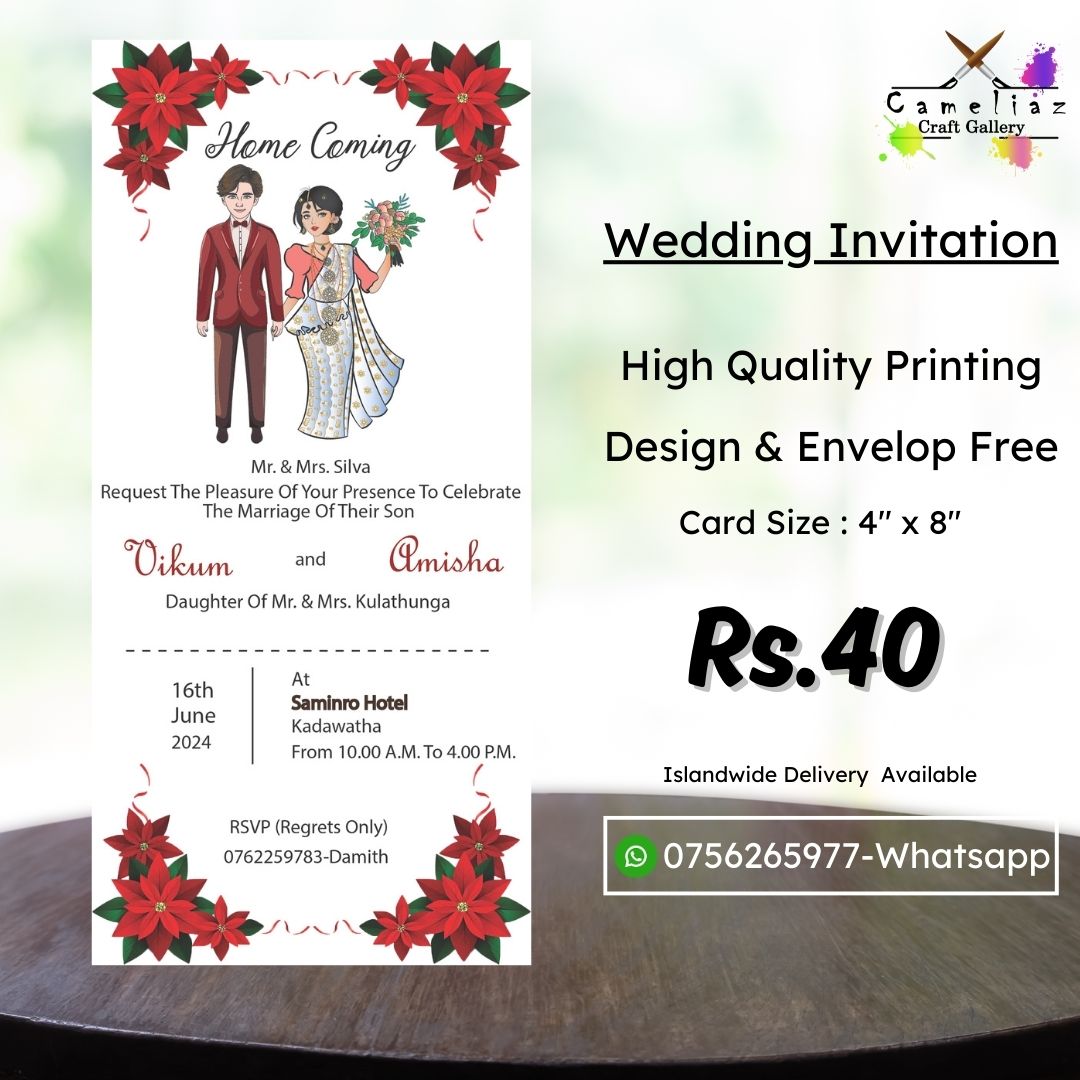 Home Coming
Mr. & Mrs. Silva
Request The Pleasure Of Your Presence To Celebrate
The Marriage Of Their Son
Vikum and Amisha
Daughter Of Mr. & Mrs. Kulathunga
16th
June
2024
At
Saminro Hotel
Kadawatha
From 10.00 A.M. To 4.00 P.M.
RSVP (Regrets Only)
0762259783-Damith
Cameliaz
Craft Gallery
Wedding Invitation
High Quality Printing
Design & Envelop Free
Card Size : 4" x 8"
Rs.40
Islandwide Delivery Available
0756265977-Whatsapp